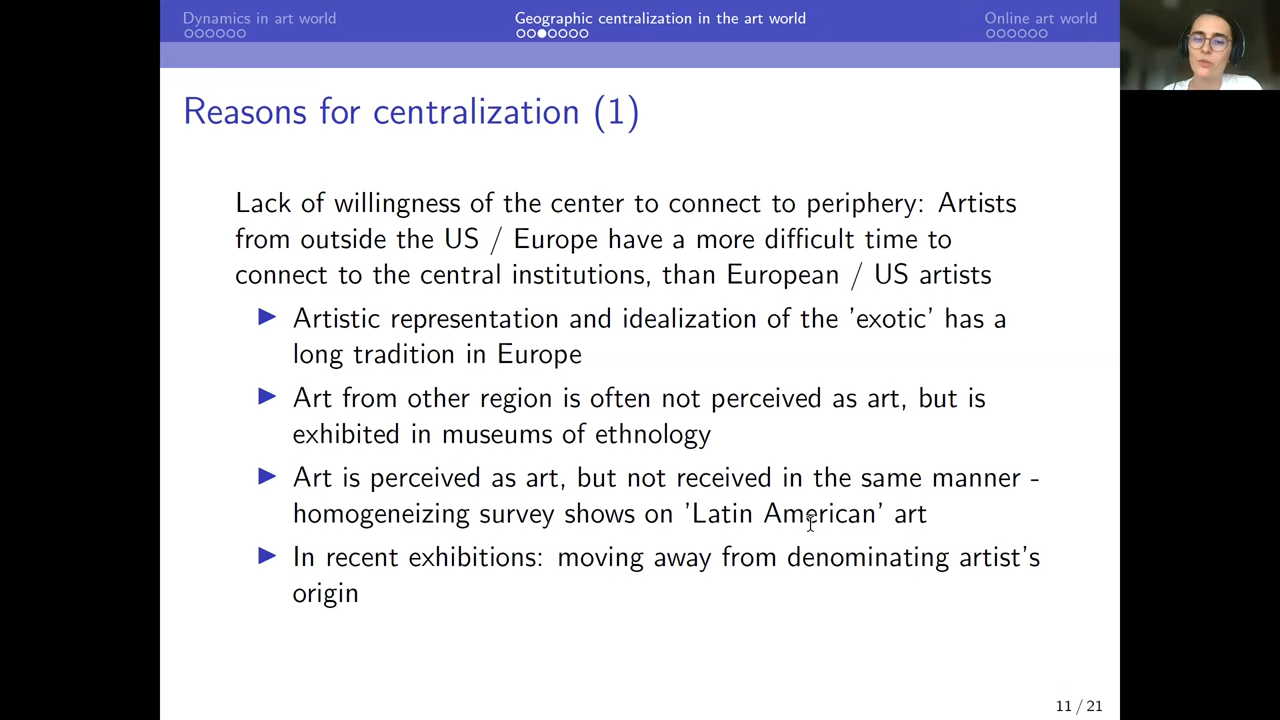 Dynamics in art world
Geographic centralization in the art world
Online art world
Reasons for centralization (1)
Lack of willingness of the center to connect to periphery: Artists
from outside the US / Europe have a more difficult time to
connect to the central institutions, than European / US artists
Artistic representation and idealization of the 'exotic' has a
long tradition in Europe
Art from other region is often not perceived as art, but is
exhibited in museums of ethnology
Art is perceived as art, but not received in the same manner -
homogeneizing survey shows on 'Latin American' art
In recent exhibitions: moving away from denominating artist's
origin
11 / 21